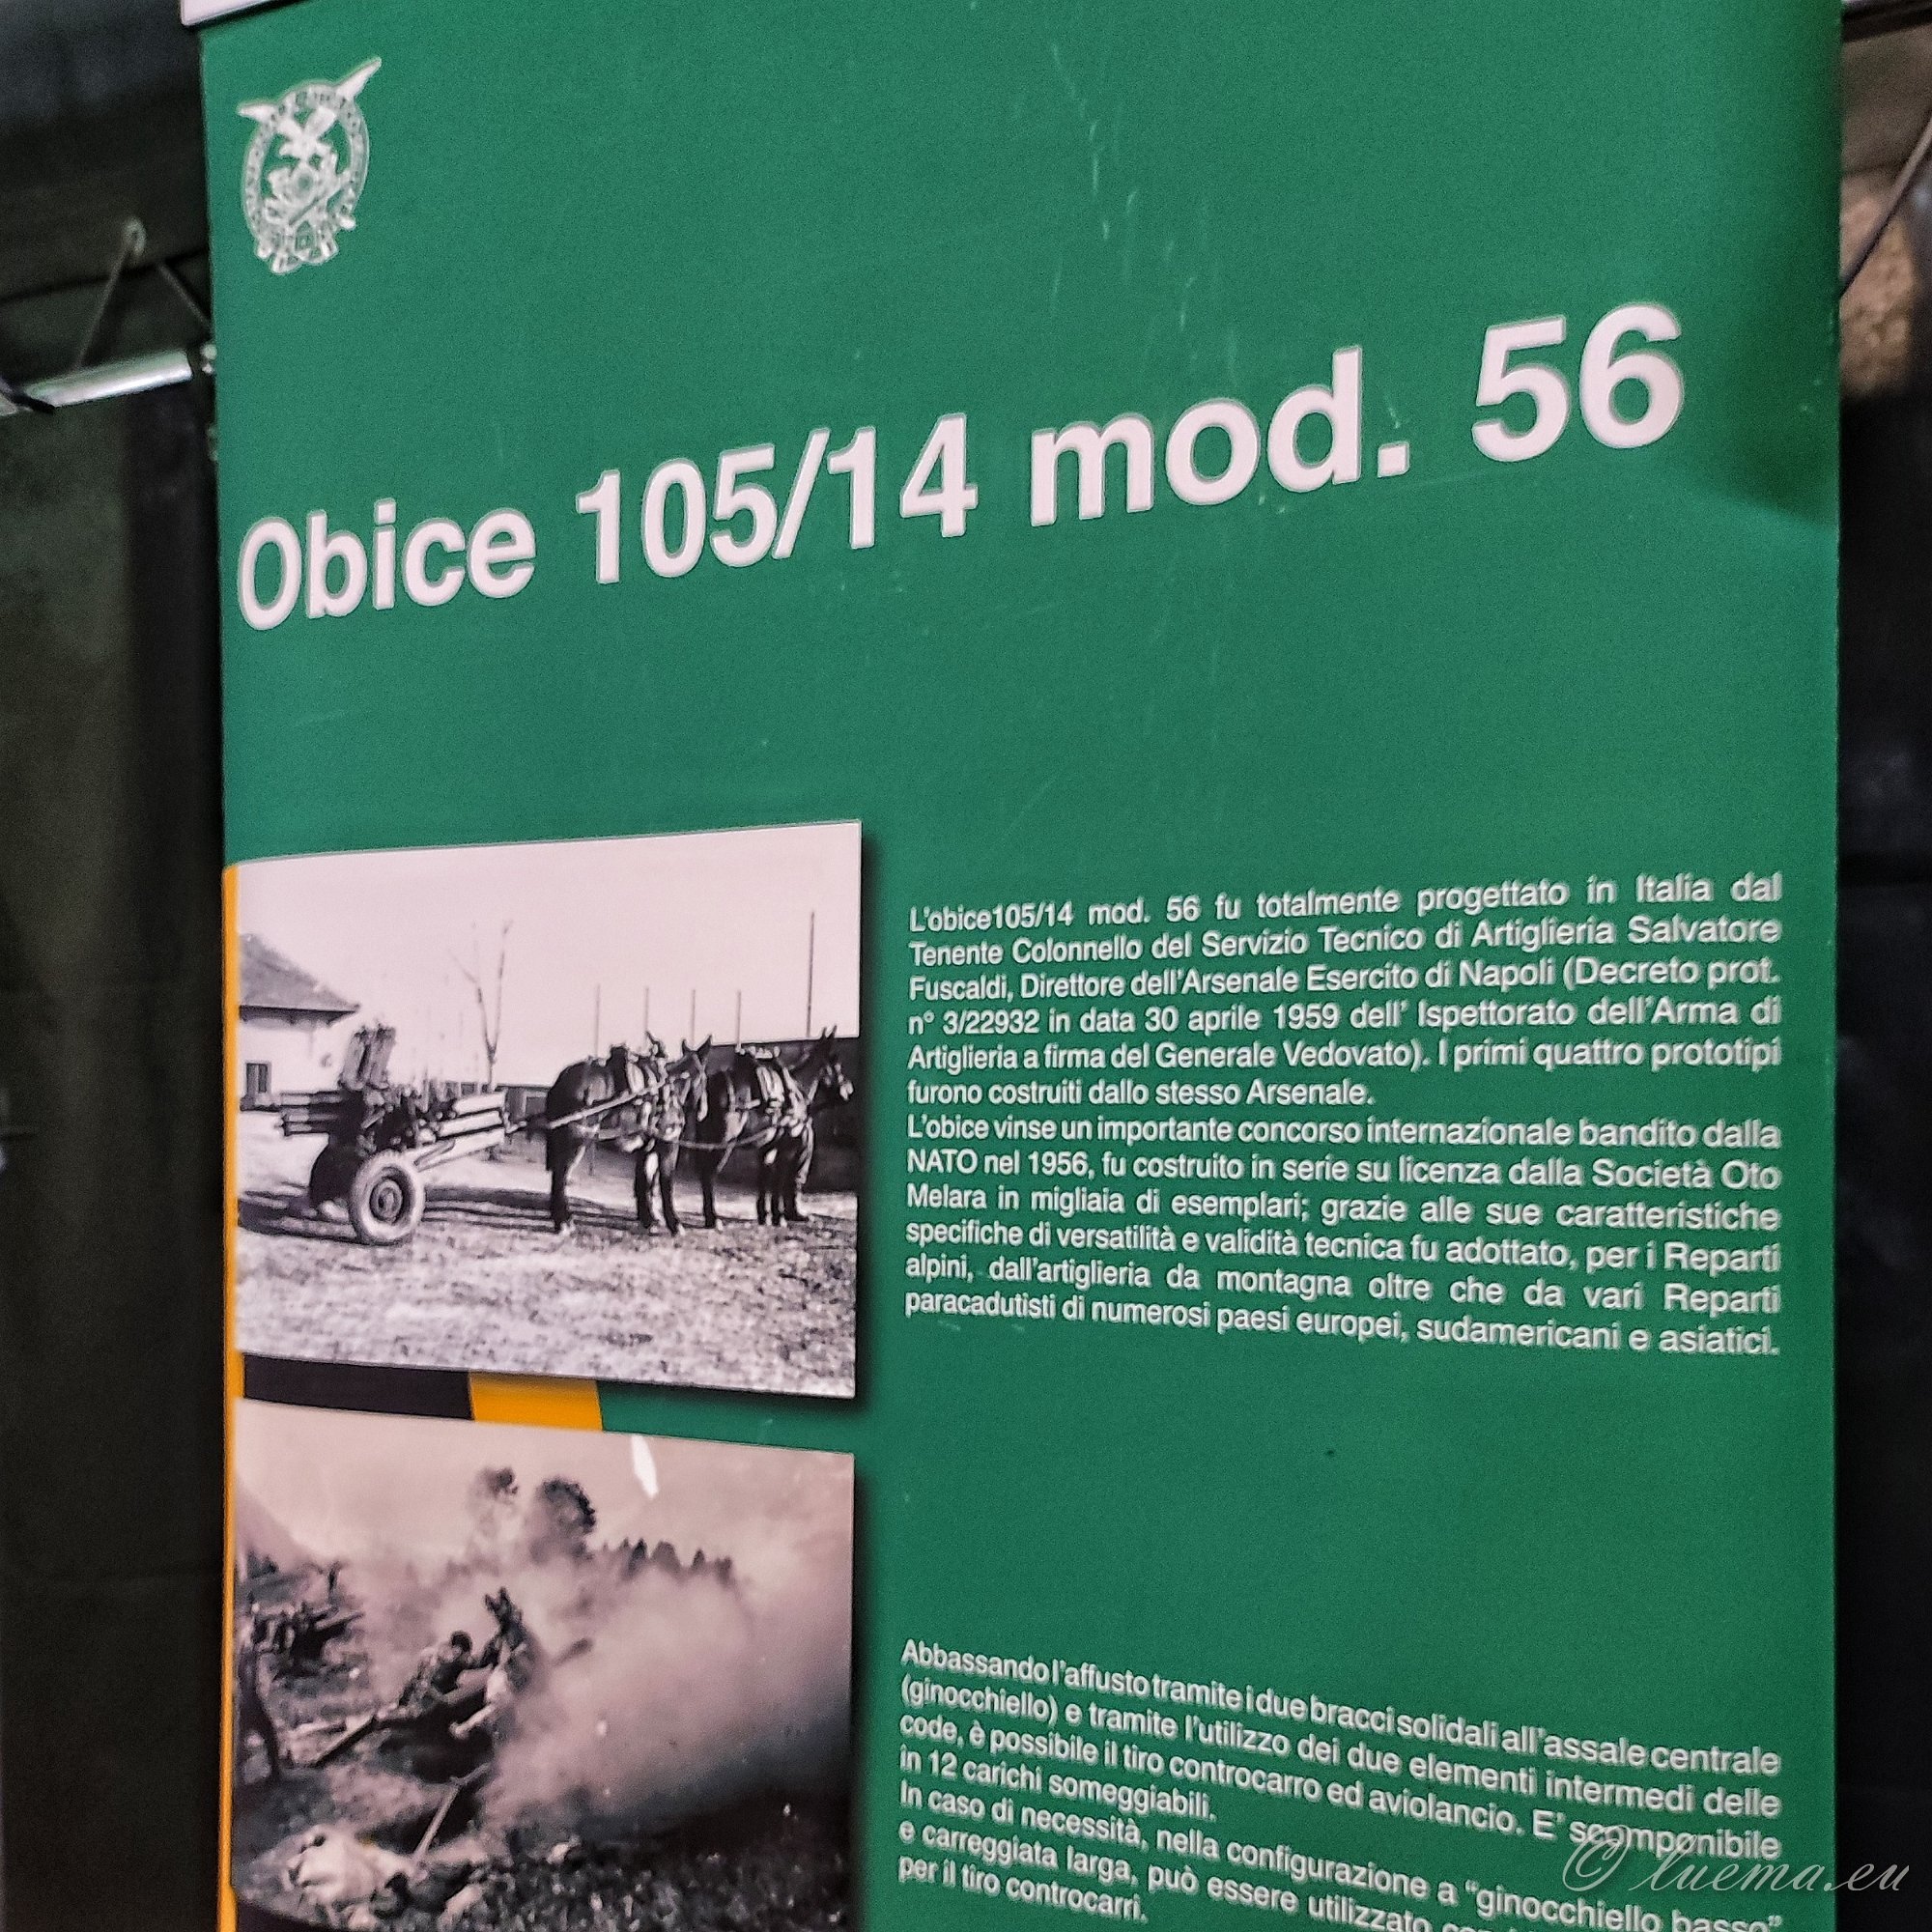 Obice 105/14 mod. 56
L'obice105/14 mod. 56 fu totalmente progettato in Italia dal
Tenente Colonnello del Servizio Tecnico di Artiglieria Salvatore
Fuscaldi, Direttore dell'Arsenale Esercito di Napoli (Decreto prot.
n° 3/22932 in data 30 aprile 1959 dell' Ispettorato dell'Arma di
Artiglieria a firma del Generale Vedovato). I primi quattro prototipi
furono costruiti dallo stesso Arsenale.
L'obice vinse un importante concorso internazionale bandito dalla
NATO nel 1956, fu costruito in serie su licenza dalla Società Oto
Melara in migliaia di esemplari; grazie alle sue caratteristiche
specifiche di versatilità e validità tecnica fu adottato, per i Reparti
alpini, dall'artiglieria da montagna oltre che da vari Reparti
paracadutisti di numerosi paesi europei, sudamericani e asiatici.
Abbassando l'affusto tramite i due bracci solidali all'assale centrale
(ginocchiello) e tramite l'utilizzo dei due elementi intermedi delle
code, è possibile il tiro controcarro ed aviolancio. E' scomponibile
in 12 carichi someggiabili.
In caso di necessità, nella configurazione a "ginocchiello basso"
e carreggiata larga, può essere utilizzato
per il tiro controcarri.
© luema.eu